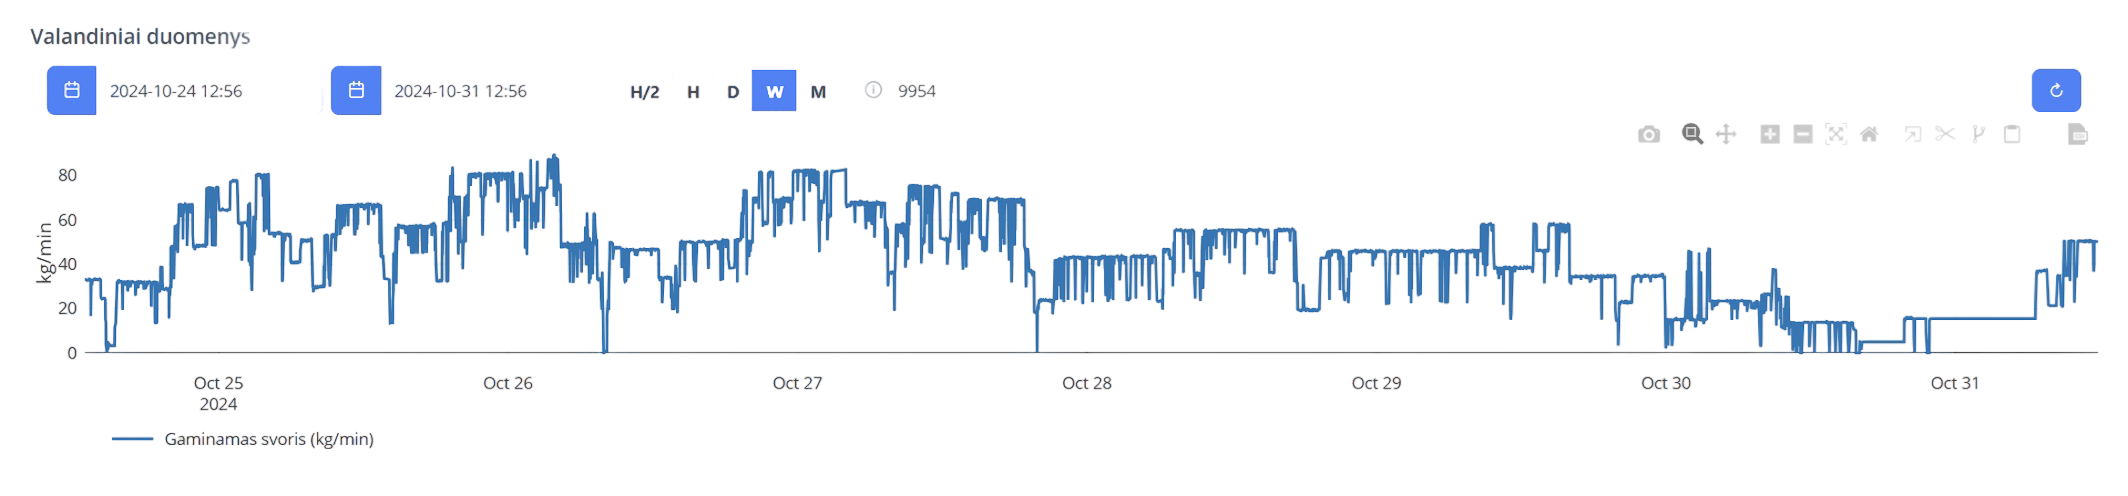 Valandiniai duomenys
2024-10-24 12:56 2024-10-31 12:56 H/2 H D W M 9954
80
60
40
20
0
kg/min
Oct 25 Oct 26 Oct 27 Oct 28 Oct 29 Oct 30 Oct 31
2024
Gaminamas svoris (kg/min)